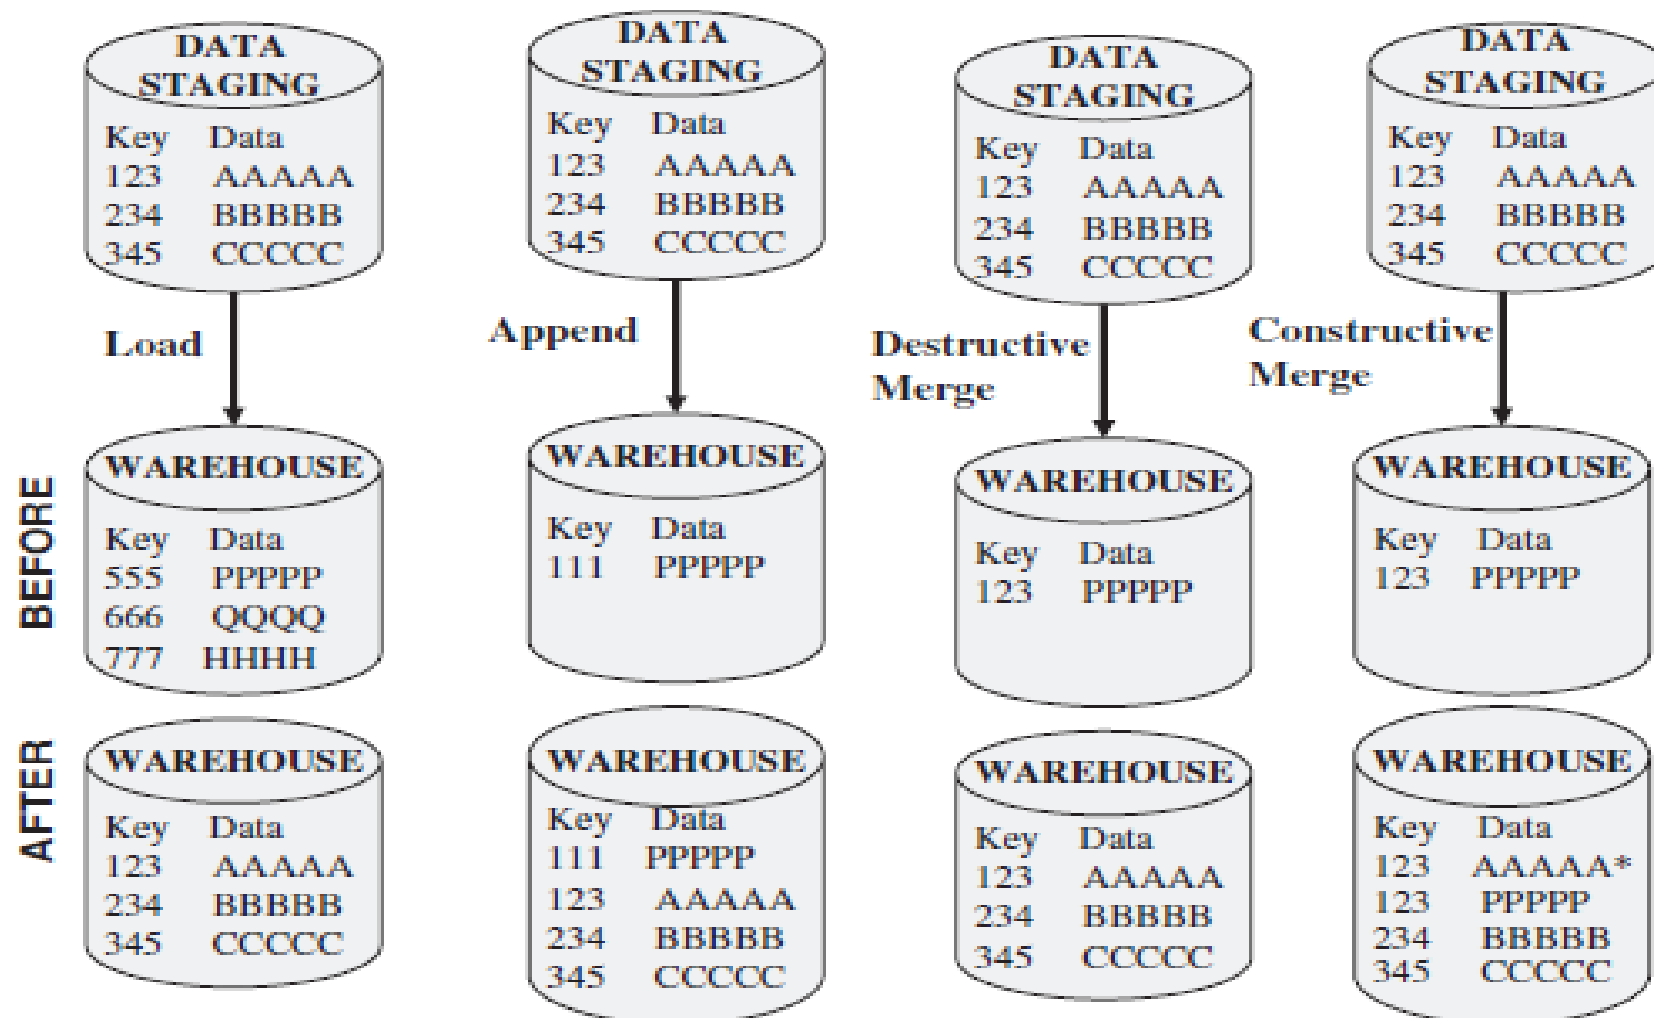 DATA
STAGING
Key Data
123 AAAAA
234 BBBBB
345 CCCCC
Load
DATA
STAGING
Key Data
123 AAAAA
234 BBBBB
345 CCCCC
Append
DATA
STAGING
Key Data
123 AAAAA
234 BBBBB
345 CCCCC
Destructive
Merge
DATA
STAGING
Key Data
123 AAAAA
234 BBBBB
345 CCCCC
Constructive
Merge
BEFORE
WAREHOUSE
Key Data
555 PPPPP
666 QQQQ
777 HHHH
WAREHOUSE
Key Data
111 PPPPP
WAREHOUSE
Key Data
123 PPPPP
WAREHOUSE
Key Data
123 PPPPP
AFTER
WAREHOUSE
Key Data
123 AAAAA
234 BBBBB
345 CCCCC
WAREHOUSE
Key Data
111 PPPPP
123 AAAAA
234 BBBBB
345 CCCCC
WAREHOUSE
Key Data
123 AAAAA
234 BBBBB
345 CCCCC
WAREHOUSE
Key Data
123 AAAAA*
123 PPPPP
234 BBBBB
345 CCCCC